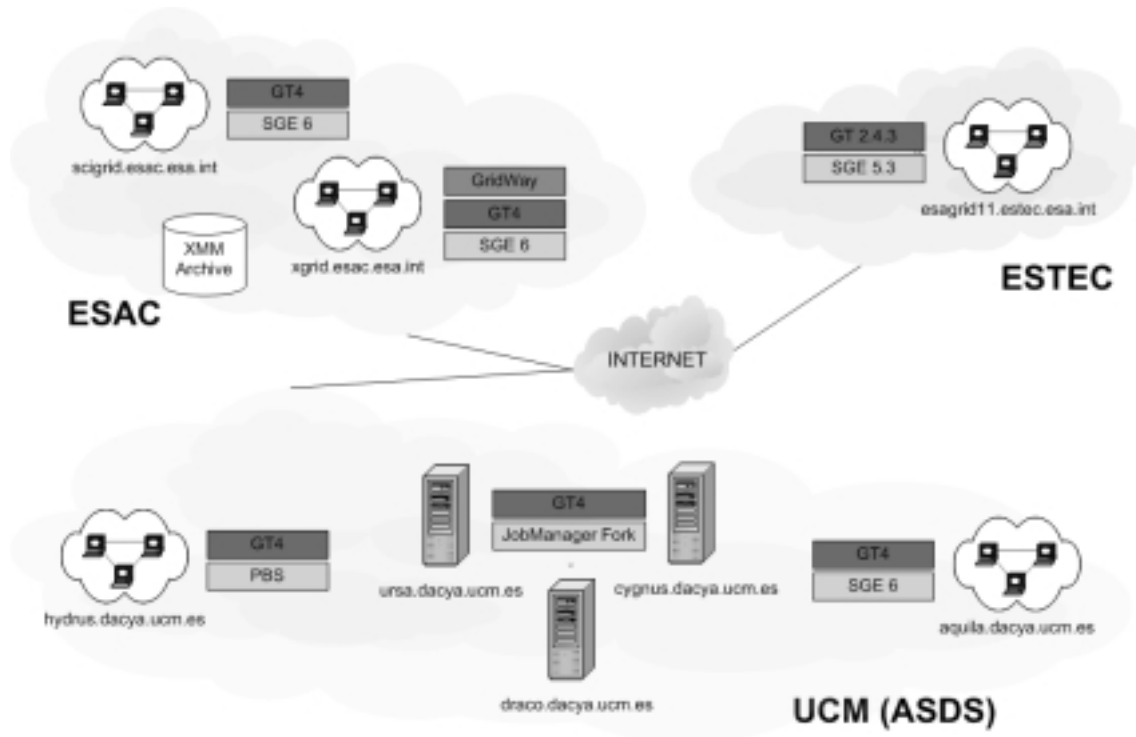 GT4
SGE 6
scigrid.esac.esa.int
GridWay
GT4
SGE 6
xgrid.esac.esa.int
XMM
Archive
ESAC
GT 2.4.3
SGE 5.3
esagrid11.estec.esa.int
ESTEC
INTERNET
GT4
PBS
hydrus.dacya.ucm.es
GT4
JobManager Fork
ursa.dacya.ucm.es
cygnus.dacya.ucm.es
draco.dacya.ucm.es
GT4
SGE 6
aquila.dacya.ucm.es
UCM (ASDS)